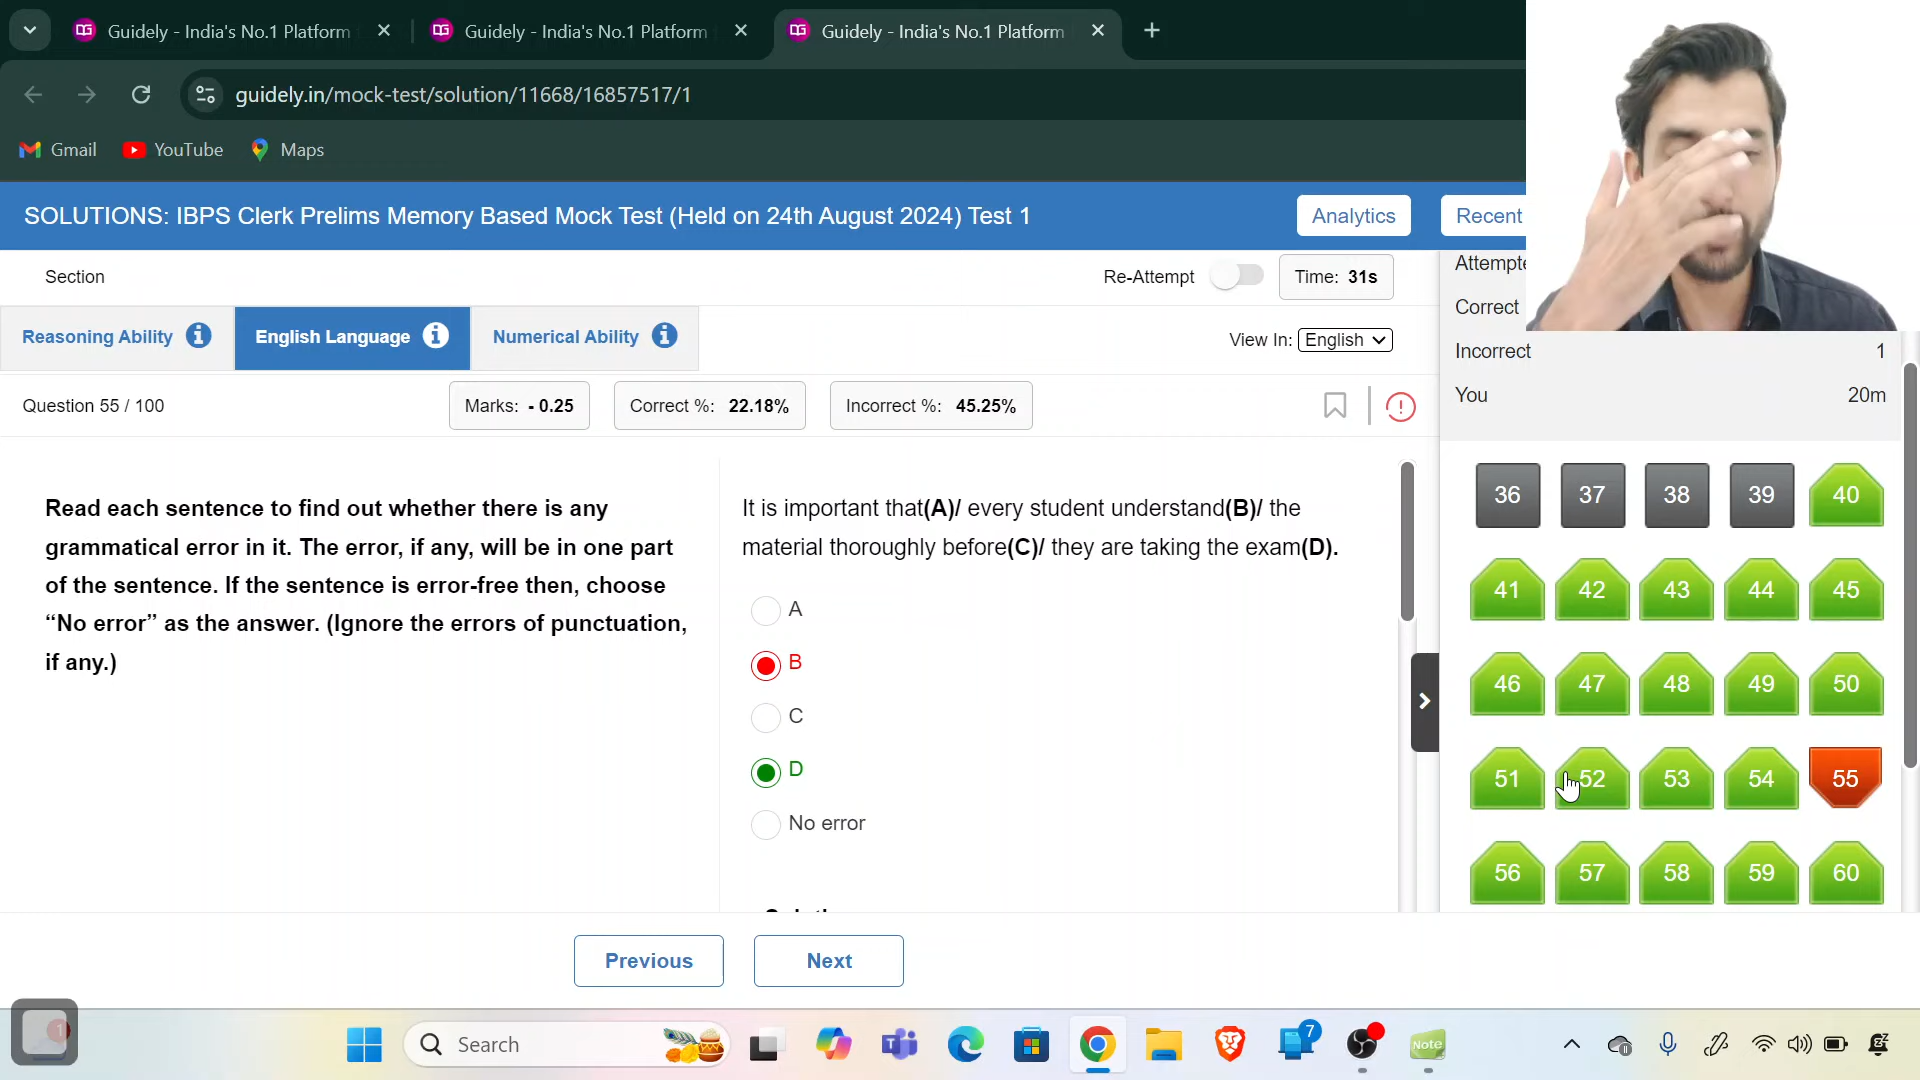 Guidely - India's No.1 Platform
Guidely - India's No.1 Platform
Guidely - India's No.1 Platform
guidely.in/mock-test/solution/11668/16857517/1
Gmail
YouTube
Maps
SOLUTIONS: IBPS Clerk Prelims Memory Based Mock Test (Held on 24th August 2024) Test 1
Analytics
Recent
Section
Re-Attempt
Time: 31s
Reasoning Ability
English Language
Numerical Ability
View In: English
Question 55 / 100
Marks: - 0.25
Correct %: 22.18%
Incorrect %: 45.25%
Read each sentence to find out whether there is any
grammatical error in it. The error, if any, will be in one part
of the sentence. If the sentence is error-free then, choose
“No error” as the answer. (Ignore the errors of punctuation,
if any.)
It is important that(A)/ every student understand(B)/ the
material thoroughly before(C)/ they are taking the exam(D).
A
B
C
D
No error
Previous
Next
Correct
Incorrect 1
You 20m
36 37 38 39 40
41 42 43 44 45
46 47 48 49 50
51 52 53 54 55
56 57 58 59 60
1
Search
7
Note